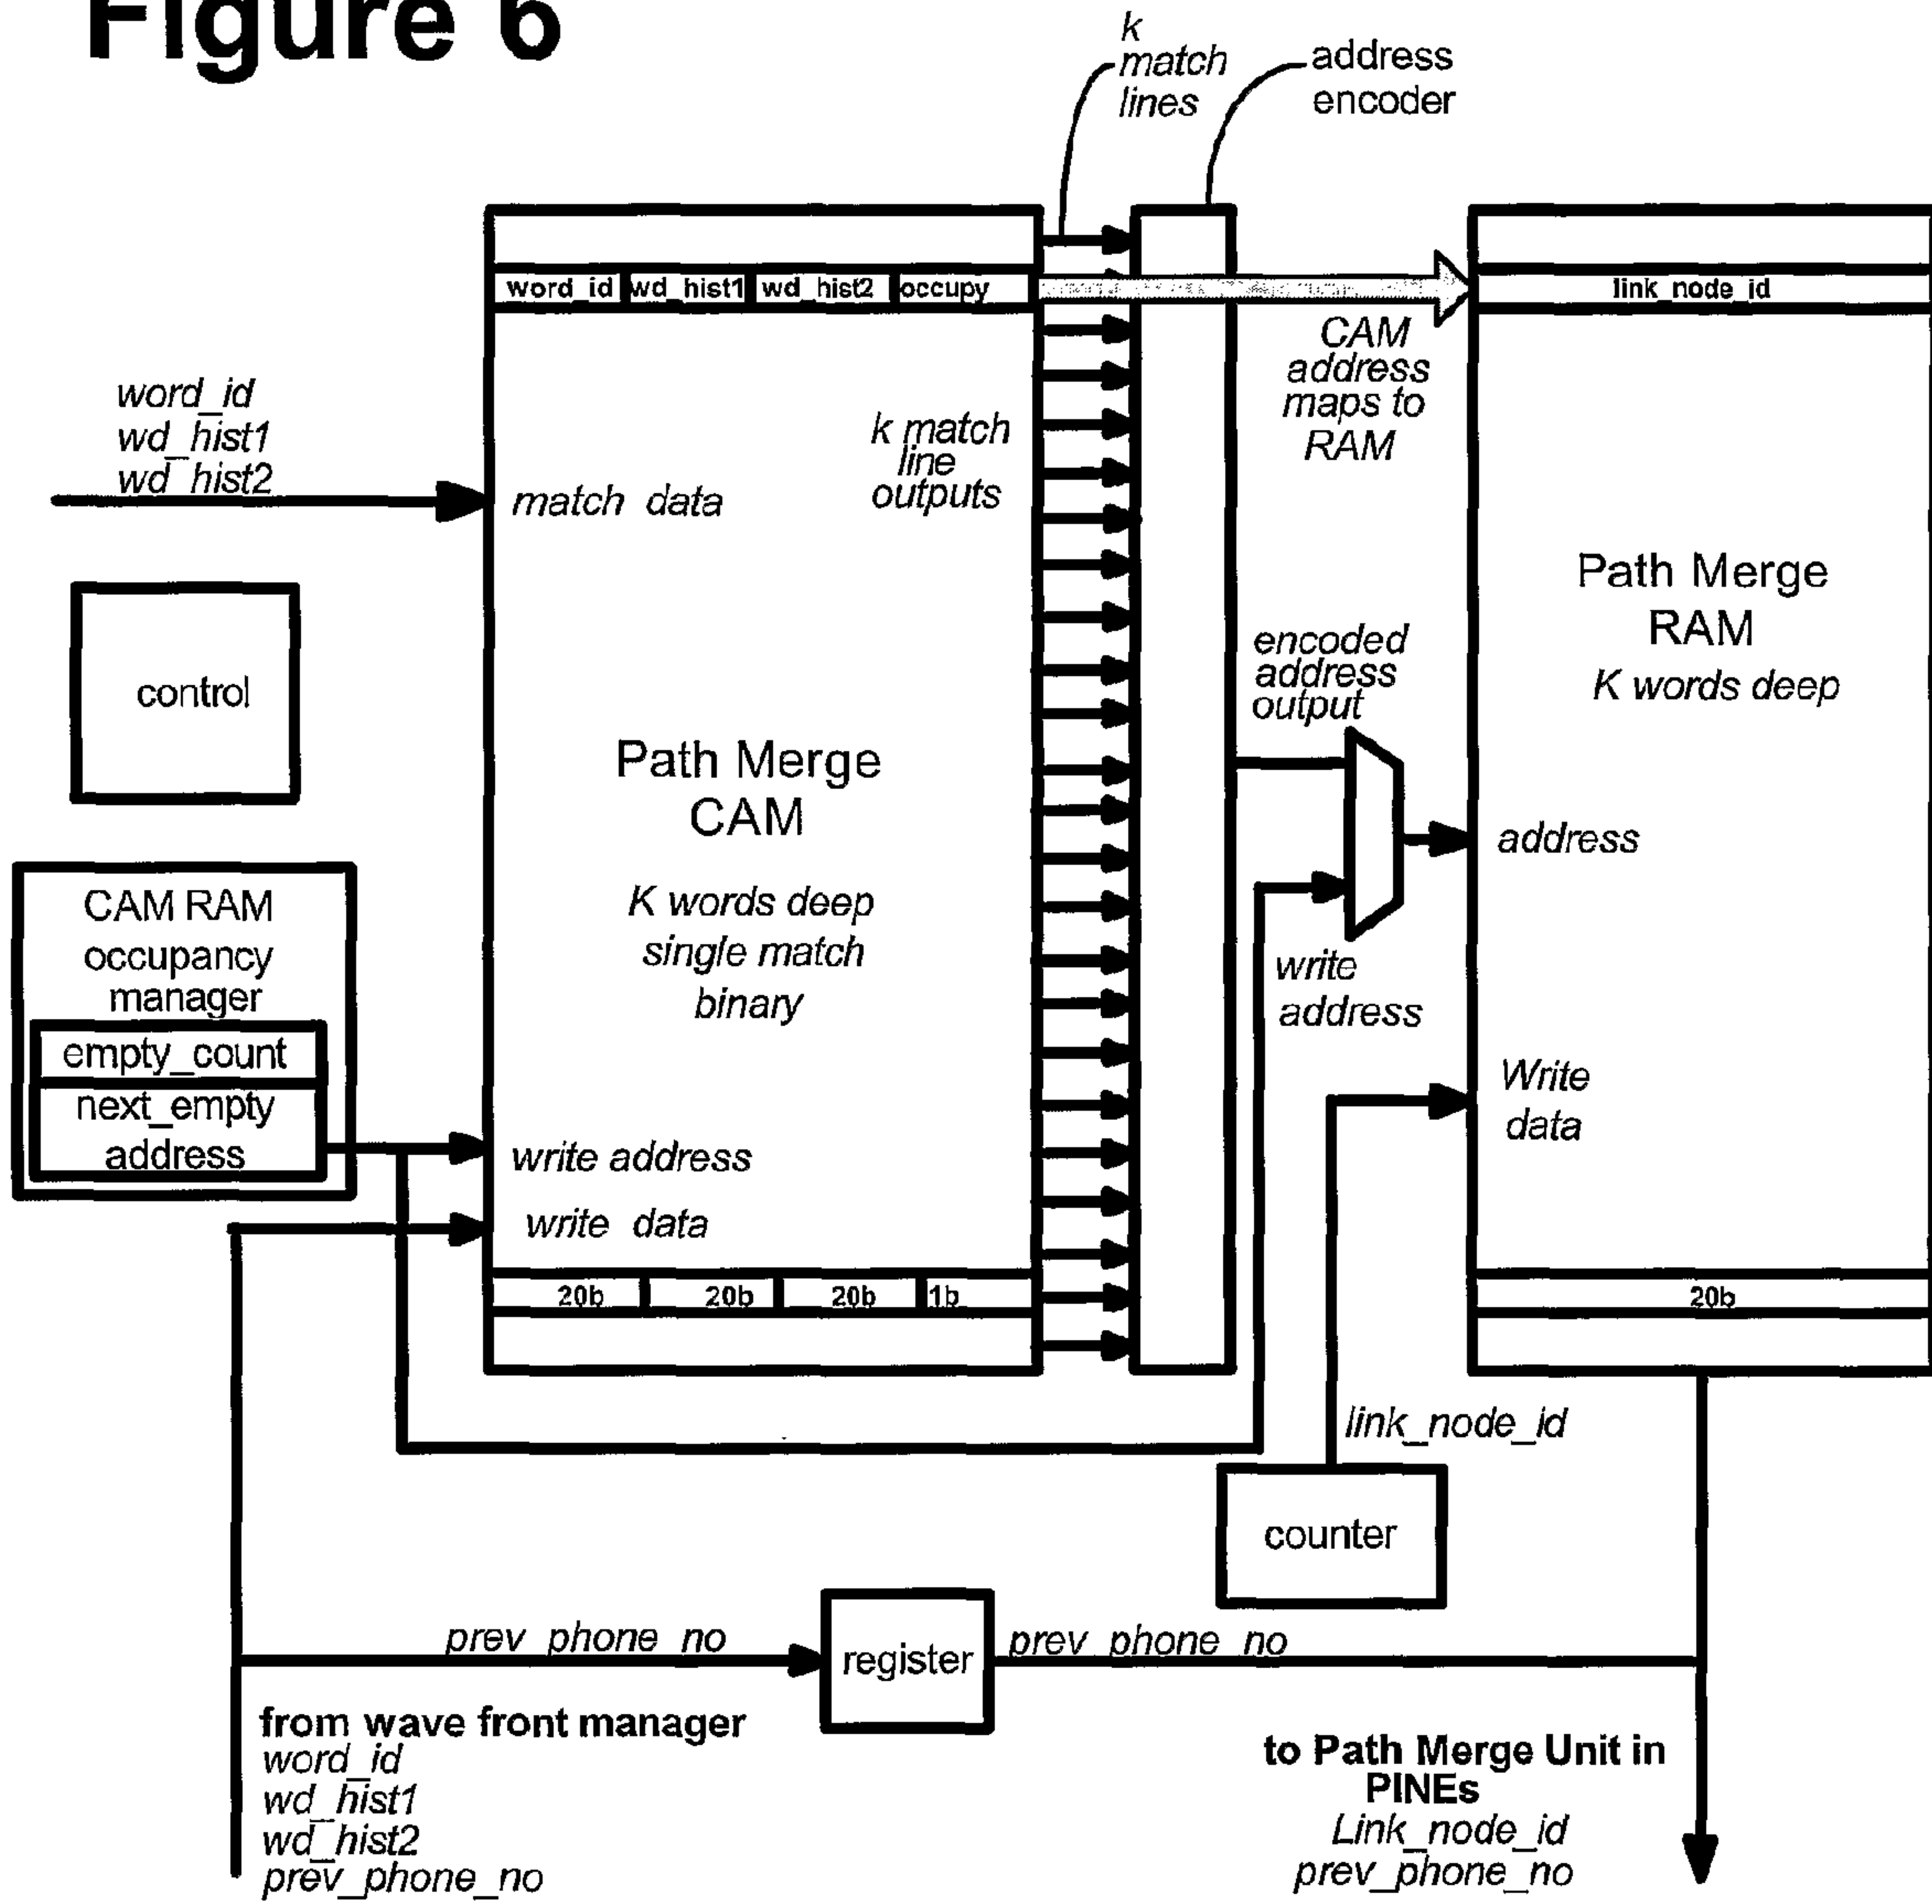 Figure 6
k
match
lines
address
encoder
word_id wd_hist1 wd_hist2 occupy
link_node_id
CAM
address
maps to
RAM
word_id
wd_hist1
wd_hist2
match data
k match
line
outputs
control
Path Merge
RAM
K words deep
encoded
address
output
Path Merge
CAM
K words deep
single match
binary
address
write
address
CAM RAM
occupancy
manager
empty_count
next_empty
address
write address
write data
Write
data
20b 20b 20b 1b
20b
link_node_id
counter
prev_phone_no
register
prev_phone_no
from wave front manager
word_id
wd_hist1
wd_hist2
prev_phone_no
to Path Merge Unit in
PINEs
Link_node_id
prev_phone_no